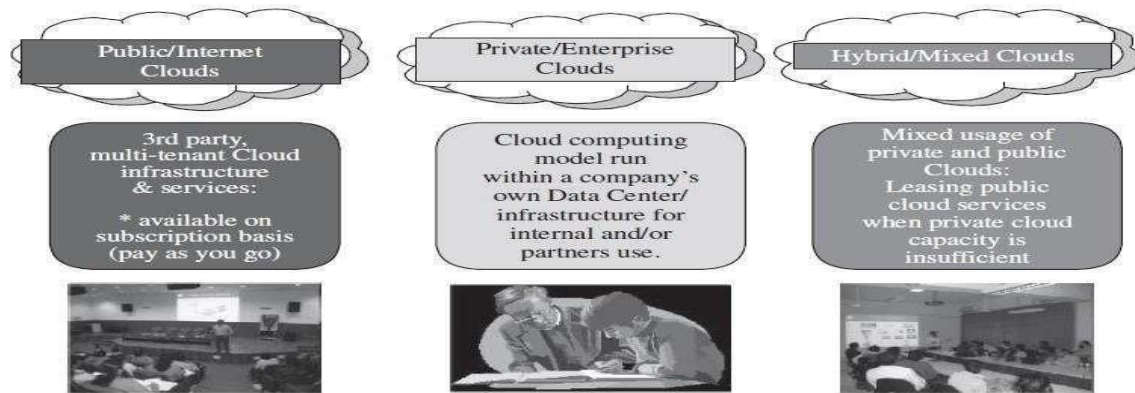 Public/Internet
Clouds
3rd party,
multi-tenant Cloud
infrastructure
& services:
* available on
subscription basis
(pay as you go)
Private/Enterprise
Clouds
Cloud computing
model run
within a company's
own Data Center/
infrastructure for
internal and/or
partners use.
Hybrid/Mixed Clouds
Mixed usage of
private and public
Clouds:
Leasing public
cloud services
when private cloud
capacity is
insufficient